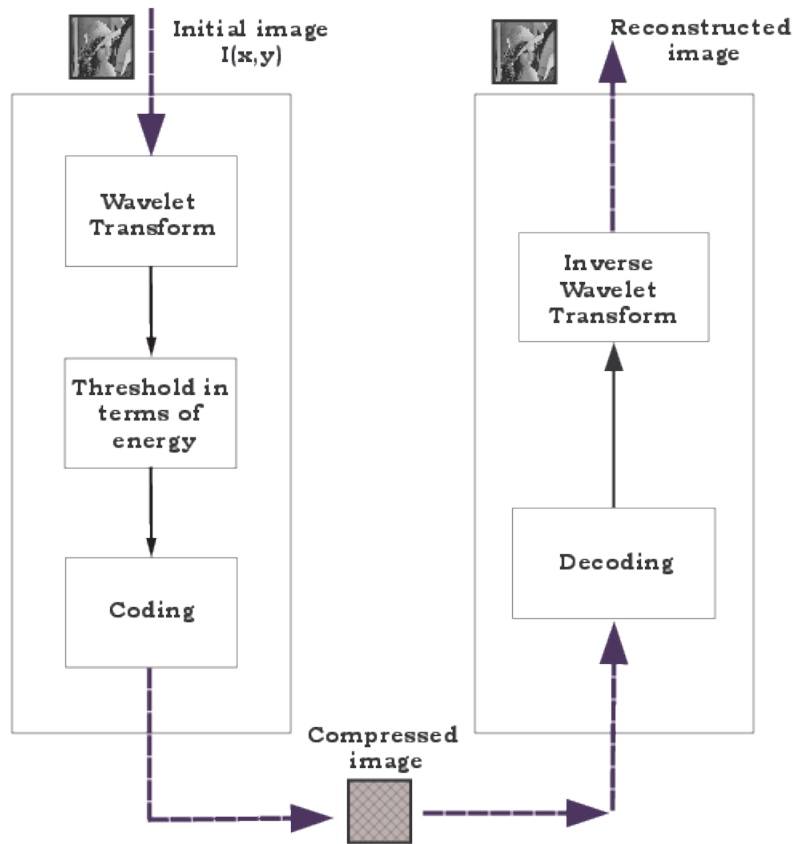 Initial image
I(x,y)
Wavelet
Transform
Threshold in
terms of
energy
Coding
Compressed
image
Decoding
Inverse
Wavelet
Transform
Reconstructed
image